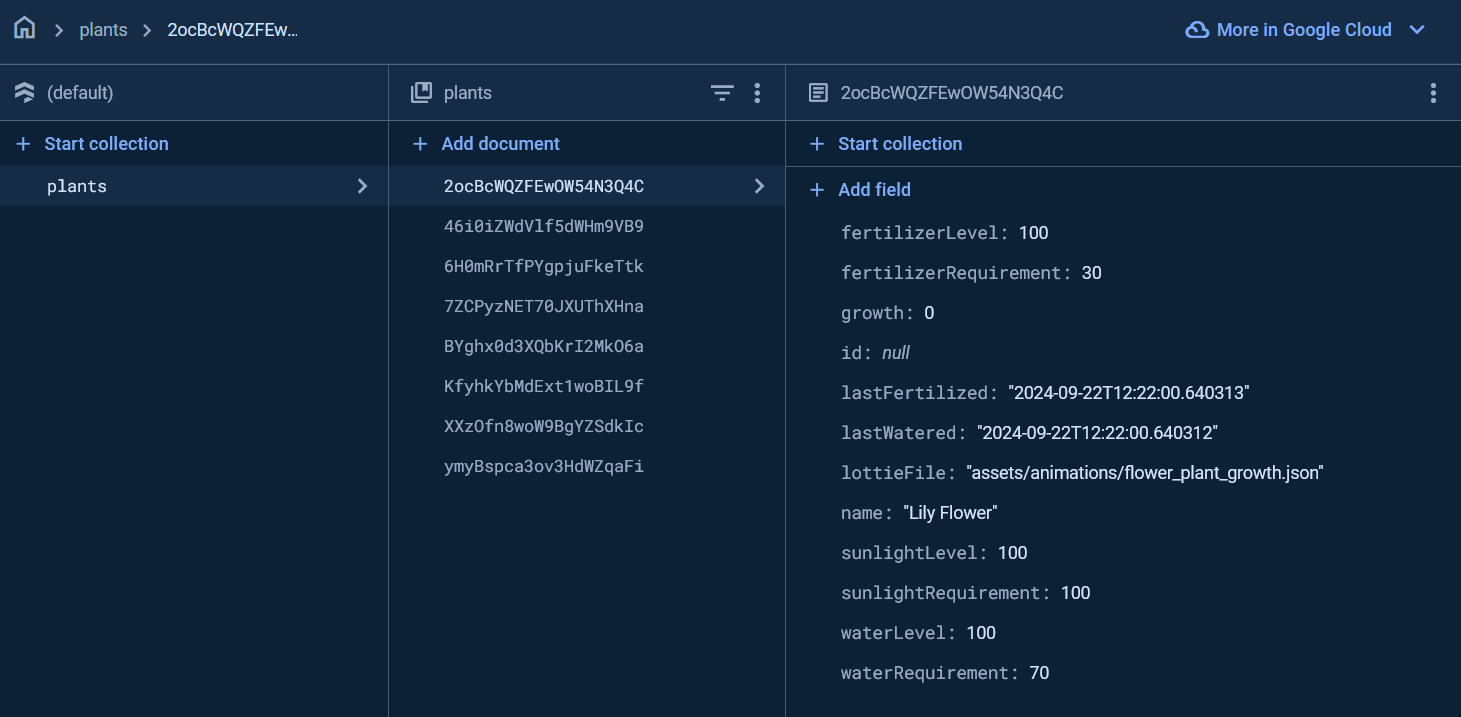 plants
2ocBcWQZFEw...
More in Google Cloud
(default)
Start collection
plants
plants
Add document
2ocBcWQZFEwOW54N3Q4C
46i0iZWdVlf5dWHm9VB9
6H0mRrTfPYgpjuFkeTtk
7ZCPyzNET70JXUThXHna
BYghx0d3XQbKrI2MkO6a
KfyhkYbMdExt1woBIL9f
XXzOfn8woW9BgYZSdkIc
ymyBspca3ov3HdWZqaFi
2ocBcWQZFEwOW54N3Q4C
Start collection
Add field
fertilizerLevel: 100
fertilizerRequirement: 30
growth: 0
id: null
lastFertilized: "2024-09-22T12:22:00.640313"
lastWatered: "2024-09-22T12:22:00.640312"
lottieFile: "assets/animations/flower_plant_growth.json"
name: "Lily Flower"
sunlightLevel: 100
sunlightRequirement: 100
waterLevel: 100
waterRequirement: 70